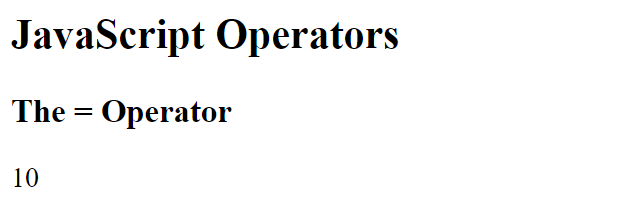 JavaScript Operators
The = Operator
10